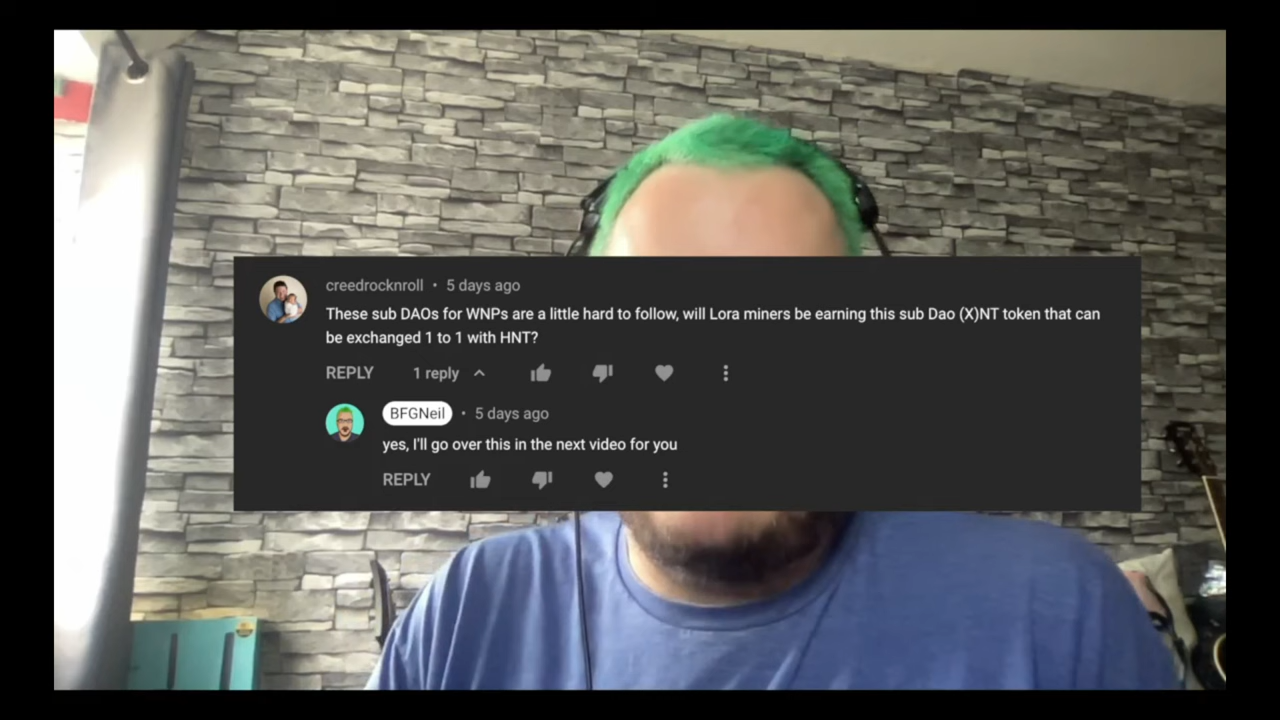 creedrocknroll • 5 days ago
These sub DAOs for WNPs are a little hard to follow, will Lora miners be earning this sub Dao (X)NT token that can
be exchanged 1 to 1 with HNT?
REPLY 1 reply
BFGNeil • 5 days ago
yes, I'll go over this in the next video for you
REPLY